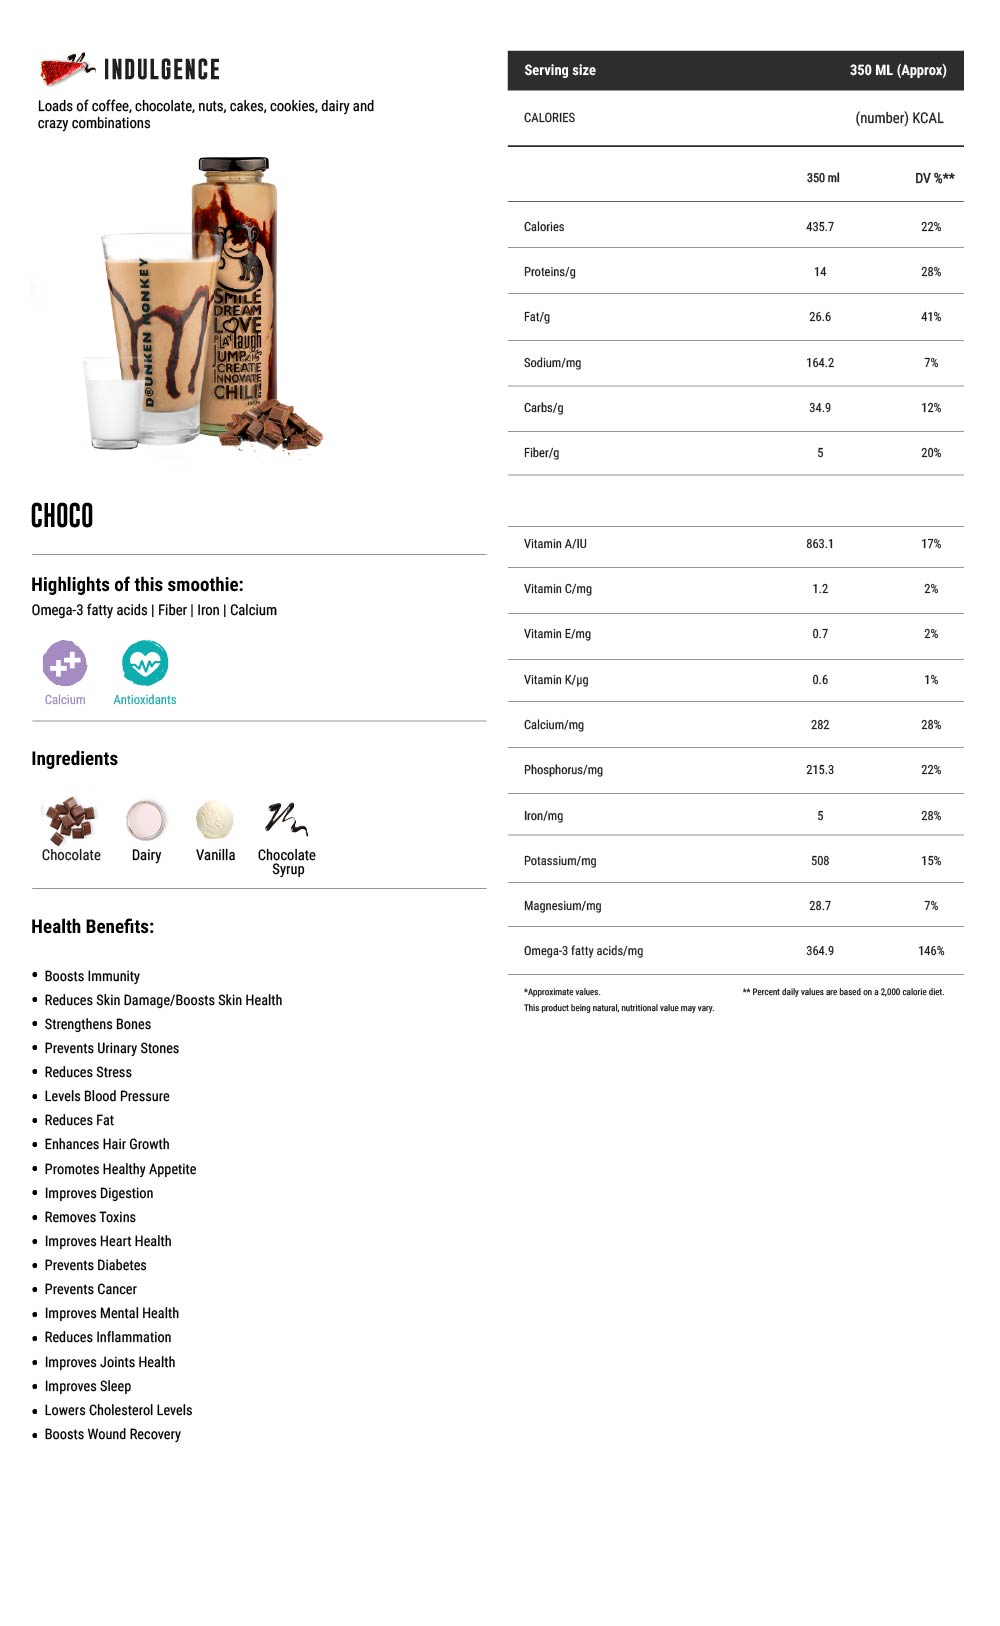 INDULGENCE
Loads of coffee, chocolate, nuts, cakes, cookies, dairy and
crazy combinations
DRUNKEN MONKEY
SMILE
DREAM
LOVE
PLAY laugh
JUMP
CREATE
INNOVATE
CHILL
CHOCO
Highlights of this smoothie:
Omega-3 fatty acids | Fiber | Iron | Calcium
Calcium Antioxidants
Ingredients
Chocolate Dairy Vanilla Chocolate
Syrup
Health Benefits:
• Boosts Immunity
• Reduces Skin Damage/Boosts Skin Health
• Strengthens Bones
• Prevents Urinary Stones
• Reduces Stress
• Levels Blood Pressure
• Reduces Fat
• Enhances Hair Growth
• Promotes Healthy Appetite
• Improves Digestion
• Removes Toxins
• Improves Heart Health
• Prevents Diabetes
• Prevents Cancer
• Improves Mental Health
• Reduces Inflammation
• Improves Joints Health
• Improves Sleep
• Lowers Cholesterol Levels
• Boosts Wound Recovery
Serving size 350 ML (Approx)
CALORIES (number) KCAL
350 ml DV %**
Calories 435.7 22%
Proteins/g 14 28%
Fat/g 26.6 41%
Sodium/mg 164.2 7%
Carbs/g 34.9 12%
Fiber/g 5 20%
Vitamin A/IU 863.1 17%
Vitamin C/mg 1.2 2%
Vitamin E/mg 0.7 2%
Vitamin K/µg 0.6 1%
Calcium/mg 282 28%
Phosphorus/mg 215.3 22%
Iron/mg 5 28%
Potassium/mg 508 15%
Magnesium/mg 28.7 7%
Omega-3 fatty acids/mg 364.9 146%
*Approximate values. ** Percent daily values are based on a 2,000 calorie diet.
This product being natural, nutritional value may vary.